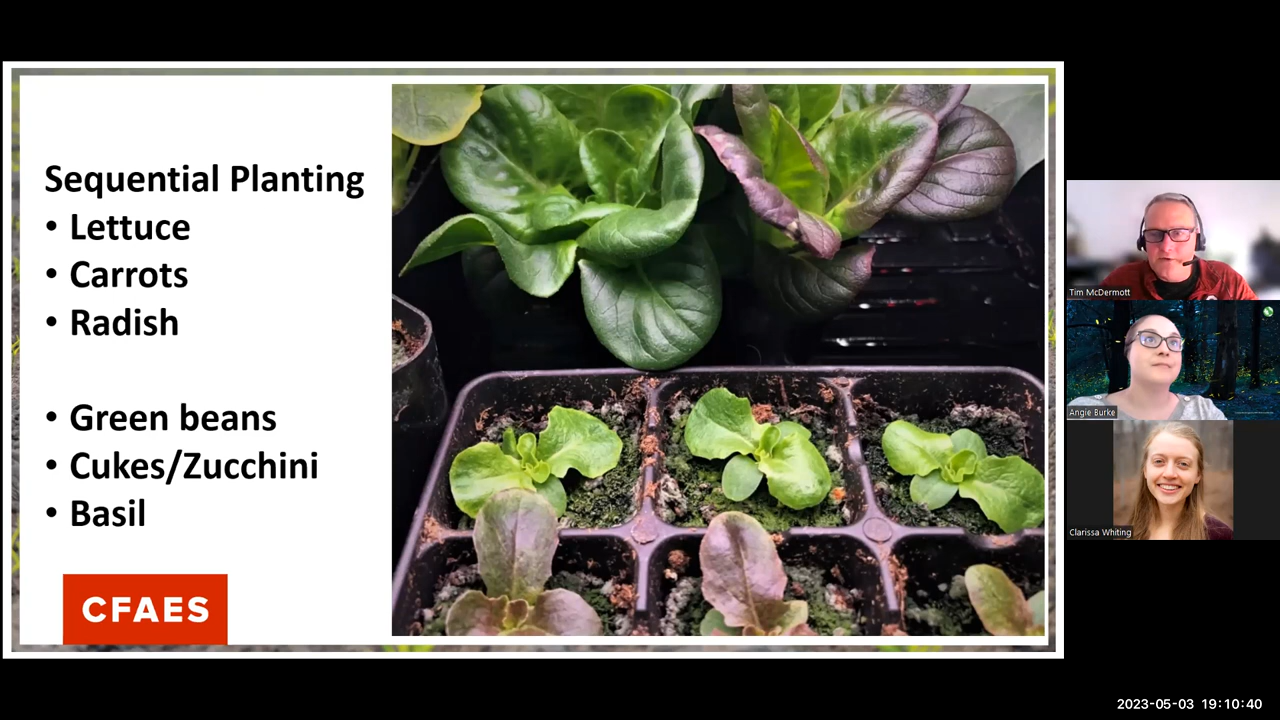 Sequential Planting
• Lettuce
• Carrots
• Radish
• Green beans
• Cukes/Zucchini
• Basil
CFAES
Tim McDermott
Angie Burke
Clarissa Whiting
2023-05-03 19:10:40